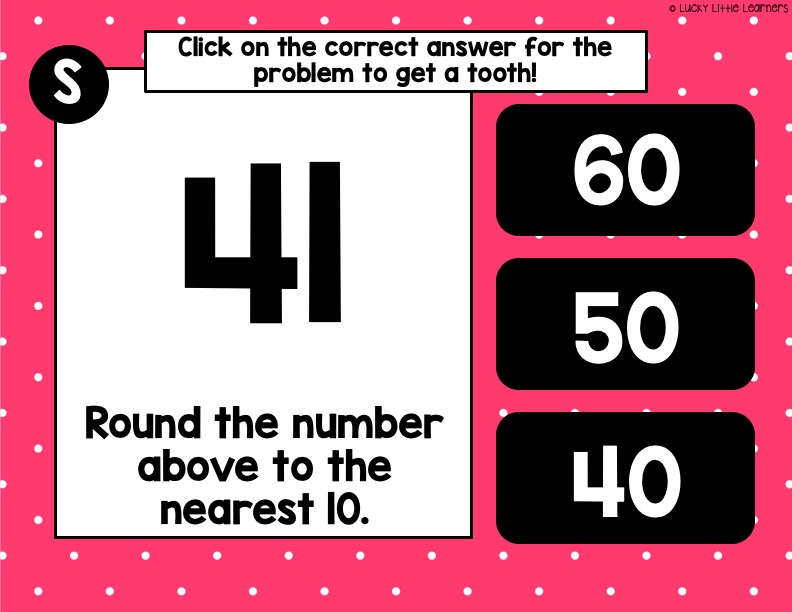 © Lucky Little Learners
Click on the correct answer for the
problem to get a tooth!
S
41
Round the number
above to the
nearest 10.
60
50
40